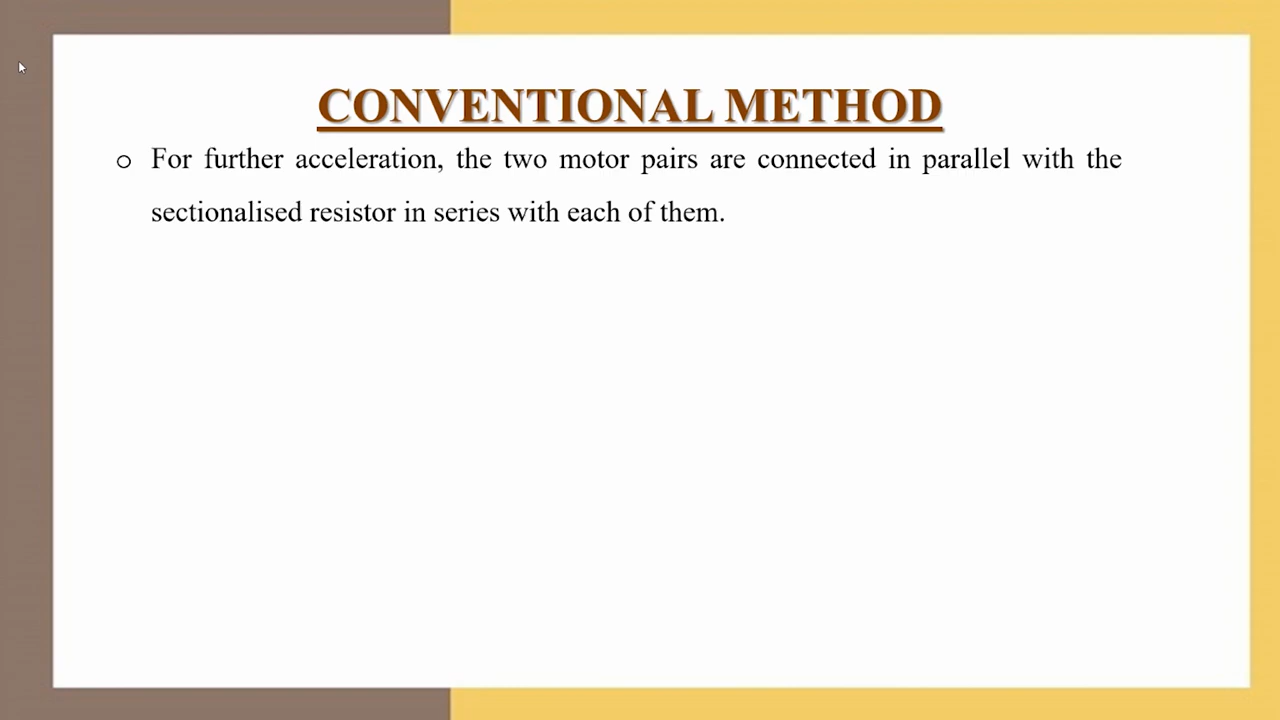 CONVENTIONAL METHOD
o For further acceleration, the two motor pairs are connected in parallel with the
sectionalised resistor in series with each of them.